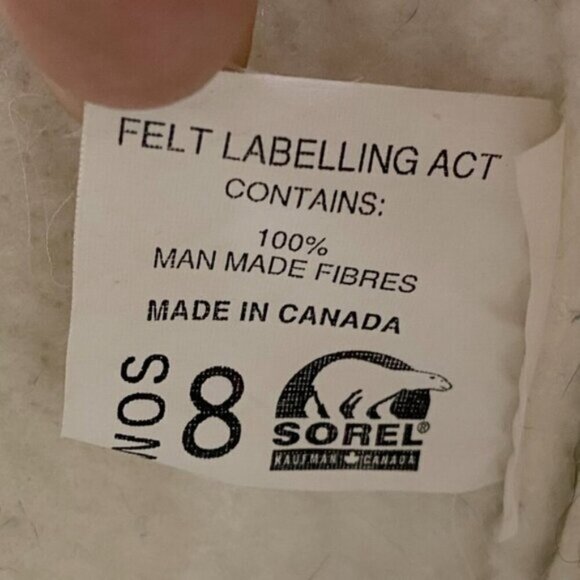 FELT LABELLING ACT
CONTAINS:
100%
MAN MADE FIBRES
MADE IN CANADA
8
SOREL®
KAUFMAN CANADA